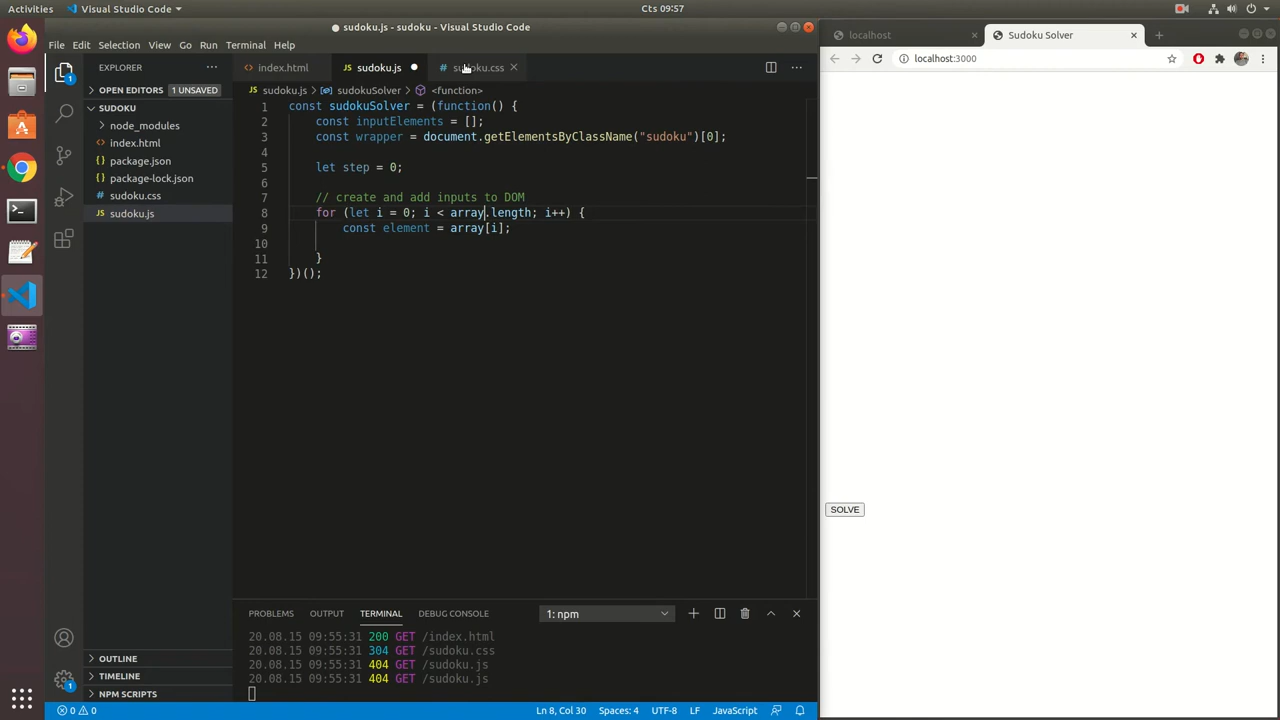 Activities
Visual Studio Code
Cts 09:57
sudoku.js - sudoku - Visual Studio Code
File Edit Selection View Go Run Terminal Help
EXPLORER
OPEN EDITORS 1 UNSAVED
SUDOKU
node_modules
index.html
package.json
package-lock.json
sudoku.css
sudoku.js
OUTLINE
TIMELINE
NPM SCRIPTS
1
1
index.html
sudoku.js
sudoku.css
sudoku.js > sudokuSolver > <function>
1 const sudokuSolver = (function() {
2 const inputElements = [];
3 const wrapper = document.getElementsByClassName("sudoku")[0];
4
5 let step = 0;
6
7 // create and add inputs to DOM
8 for (let i = 0; i < array.length; i++) {
9 const element = array[i];
10
11 }
12 })();
PROBLEMS OUTPUT TERMINAL DEBUG CONSOLE 1: npm
20.08.15 09:55:31 200 GET /index.html
20.08.15 09:55:31 304 GET /sudoku.css
20.08.15 09:55:31 404 GET /sudoku.js
20.08.15 09:55:31 404 GET /sudoku.js
0 0 Ln 8, Col 30 Spaces: 4 UTF-8 LF JavaScript
localhost
Sudoku Solver
localhost:3000
SOLVE